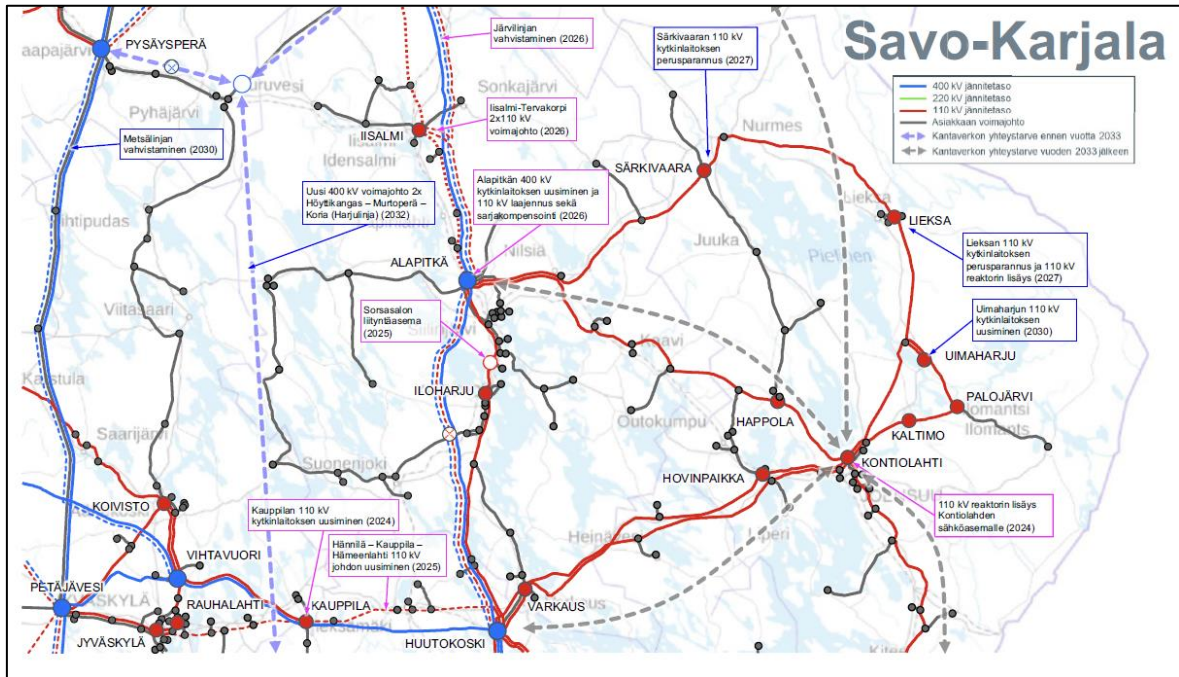 Savo-Karjala
400 kV jännitetaso
220 kV jännitetaso
110 kV jännitetaso
Asiakkaan voimajohto
Kantaverkon yhteystarve ennen vuotta 2033
Kantaverkon yhteystarve vuoden 2033 jälkeen
PYSÄYSPERÄ
Pyhäjärvi
Järvilinjan
vahvistaminen (2026)
Sonkajärvi
Särkivaaran 110 kV
kytkinlaitoksen
perusparannus
(2027)
Nurmes
IISALMI
Iisalmi
Idensalmi
Iisalmi-Tervakorpi
2x110 kV
voimajohto (2026)
Metsälinjan
vahvistaminen (2030)
SÄRKIVAARA
Uusi 400 kV voimajohto 2x
Höyttikangas – Murtoperä –
Koria (Harjulinja) (2032)
Alapitkän 400 kV
kytkinlaitoksen uusiminen ja
110 kV laajennus sekä
sarjakompensointi (2026)
Lieksa
LIEKSA
Juuka
Nilsiä
Lieksan 110 kV
kytkinlaitoksen
perusparannus ja 110 kV
reaktorin lisäys
(2027)
ALAPITKÄ
Viitasaari
Sorsasalon
liityntäasema
(2025)
Siilinjärvi
Uimaharjun 110 kV
kytkinlaitoksen
uusiminen (2030)
UIMAHARJU
Kaavi
ILOHARJU
PALOJÄRVI
Ilomants
HAPPOLA
KALTIMO
Outokumpu
Saarijärvi
Suonenjoki
KONTIOLAHTI
HOVINPAIKKA
KOIVISTO
Kauppilan 110 kV
kytkinlaitoksen uusiminen (2024)
110 kV reaktorin lisäys
Kontiolahden
sähköasemalle (2024)
Hännilä – Kauppila –
Hämeenlahti 110 kV
johdon uusiminen (2025)
VIHTAVUORI
PETÄJÄVESI
RAUHALAHTI
KAUPPILA
VARKAUS
JYVÄSKYLÄ
HUUTOKOSKI